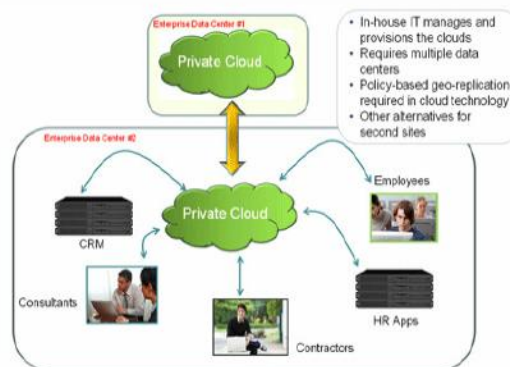 Enterprise Data Center #1
Private Cloud
• In-house IT manages and
provisions the clouds
• Requires multiple data
centers
• Policy-based geo-replication
required in cloud technology
• Other alternatives for
second sites
Enterprise Data Center #2
Private Cloud
Employees
CRM
Consultants
Contractors
HR Apps